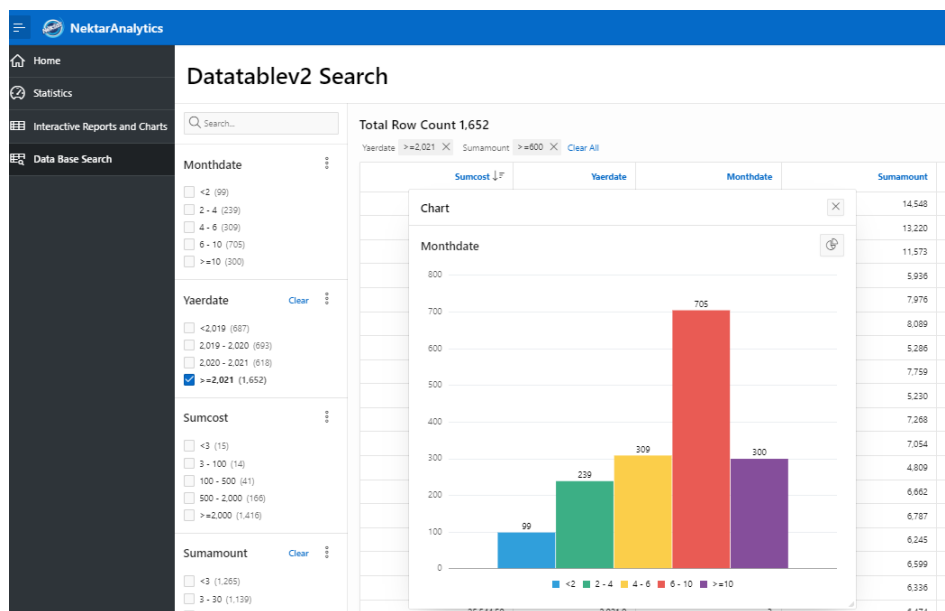 NektarAnalytics
Home
Statistics
Interactive Reports and Charts
Data Base Search
Datatablev2 Search
Search...
Monthdate
<2 (99)
2 - 4 (239)
4 - 6 (309)
6 - 10 (705)
>=10 (300)
Yaerdate Clear
<2,019 (687)
2,019 - 2,020 (693)
2,020 - 2,021 (618)
>=2,021 (1,652)
Sumcost
<3 (15)
3 - 100 (14)
100 - 500 (41)
500 - 2,000 (166)
>=2,000 (1,416)
Sumamount Clear
<3 (1,265)
3 - 30 (1,139)
Total Row Count 1,652
Yaerdate >=2,021 Sumamount >=600 Clear All
Sumcost Yaerdate Monthdate Sumamount
14,548
13,220
11,573
5,936
7,976
8,089
5,286
7,759
5,230
7,268
7,054
4,809
6,662
6,787
6,245
6,599
6,336
Chart
Monthdate
800
700
600
500
400
300
200
100
0
99
239
309
705
300
<2 2 - 4 4 - 6 6 - 10 >=10